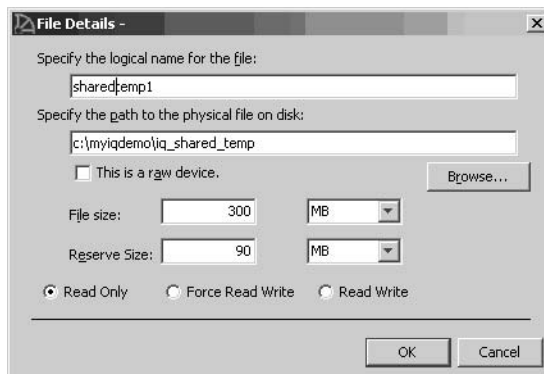 File Details -
Specify the logical name for the file:
sharedtemp1
Specify the path to the physical file on disk:
c:\myiqdemo\iq_shared_temp
This is a raw device.
Browse...
File size: 300 MB
Reserve Size: 90 MB
Read Only Force Read Write Read Write
OK Cancel